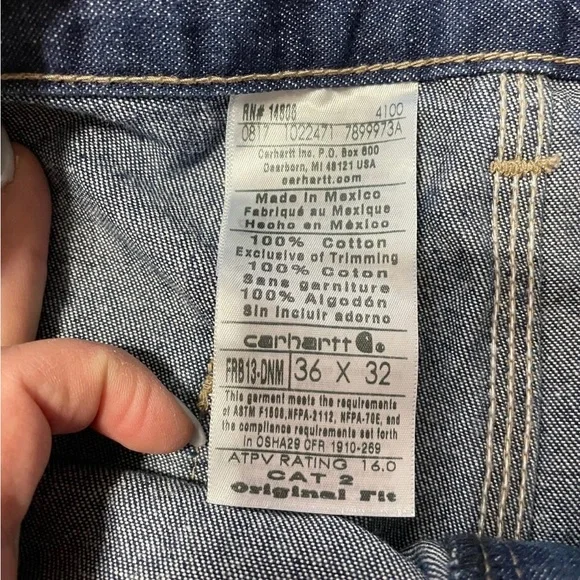 RN# 14806 4100
0817 1022471 7899973A
Carhartt Inc. P.O. Box 600
Dearborn, MI 48121 USA
carhartt.com
Made in Mexico
Fabriqué au Mexique
Hecho en México
100% Cotton
Exclusive of Trimming
100% Coton
Sans garniture
100% Algodón
Sin incluir adorno
carhartt
FRB13-DNM 36 X 32
This garment meets the requirements
of ASTM F1506, NFPA-2112, NFPA-70E, and
the compliance requirements set forth
in OSHA29 CFR 1910-269
ATPV RATING 16.0
CAT 2
Original Fit